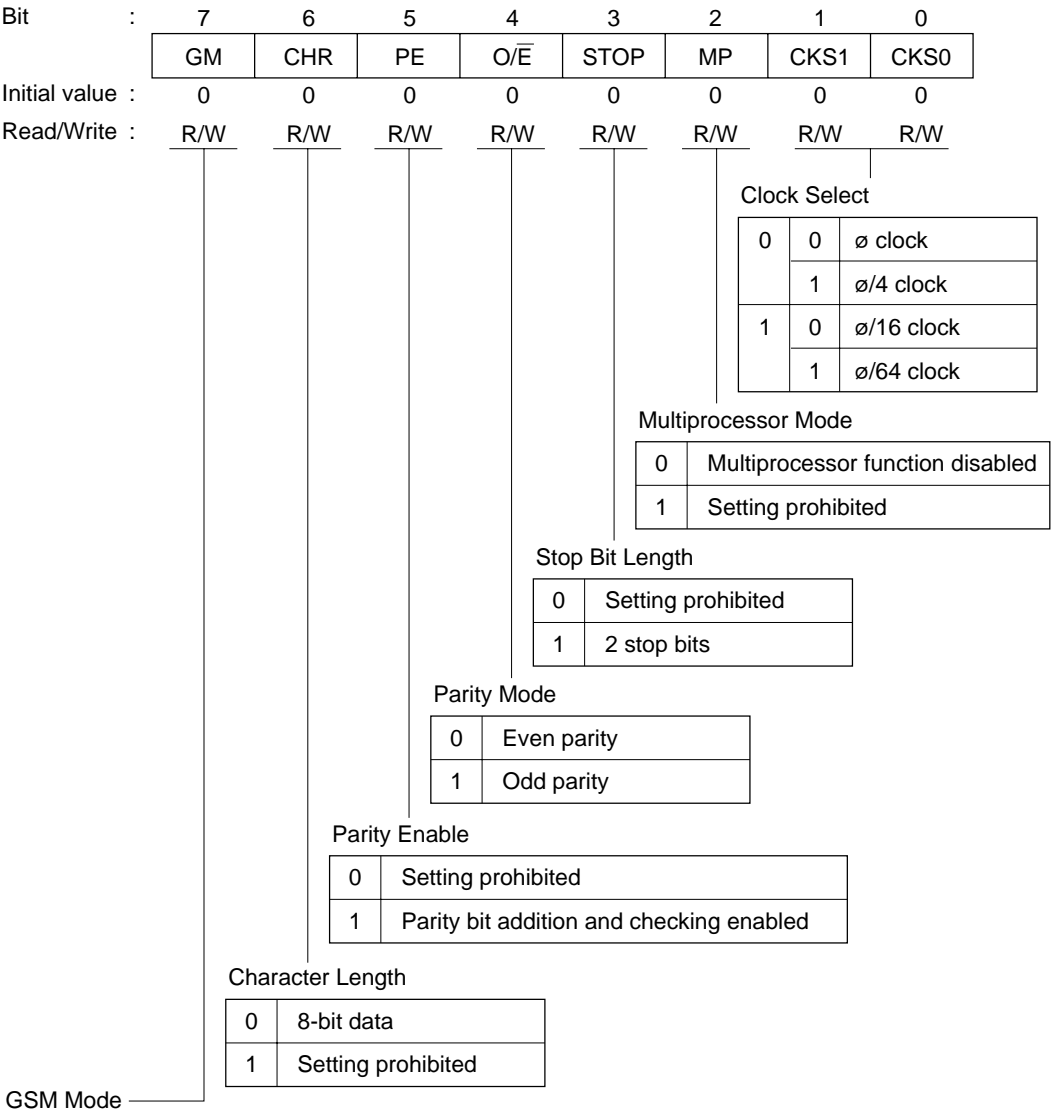 Bit : 7 6 5 4 3 2 1 0
GM CHR PE O/E̅ STOP MP CKS1 CKS0
Initial value : 0 0 0 0 0 0 0 0
Read/Write : R/W R/W R/W R/W R/W R/W R/W R/W
Clock Select
0 0 ø clock
1 ø/4 clock
1 0 ø/16 clock
1 ø/64 clock
Multiprocessor Mode
0 Multiprocessor function disabled
1 Setting prohibited
Stop Bit Length
0 Setting prohibited
1 2 stop bits
Parity Mode
0 Even parity
1 Odd parity
Parity Enable
0 Setting prohibited
1 Parity bit addition and checking enabled
Character Length
0 8-bit data
1 Setting prohibited
GSM Mode